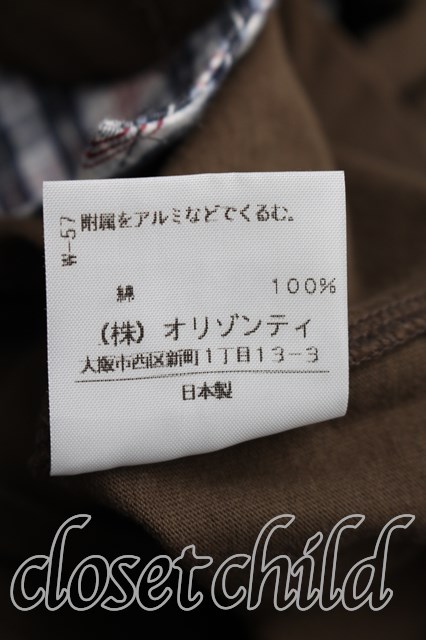 W-57
附属をアルミなどでくるむ。
綿 100%
(株) オリゾンティ
大阪市西区新町1丁目13-3
日本製
closet child